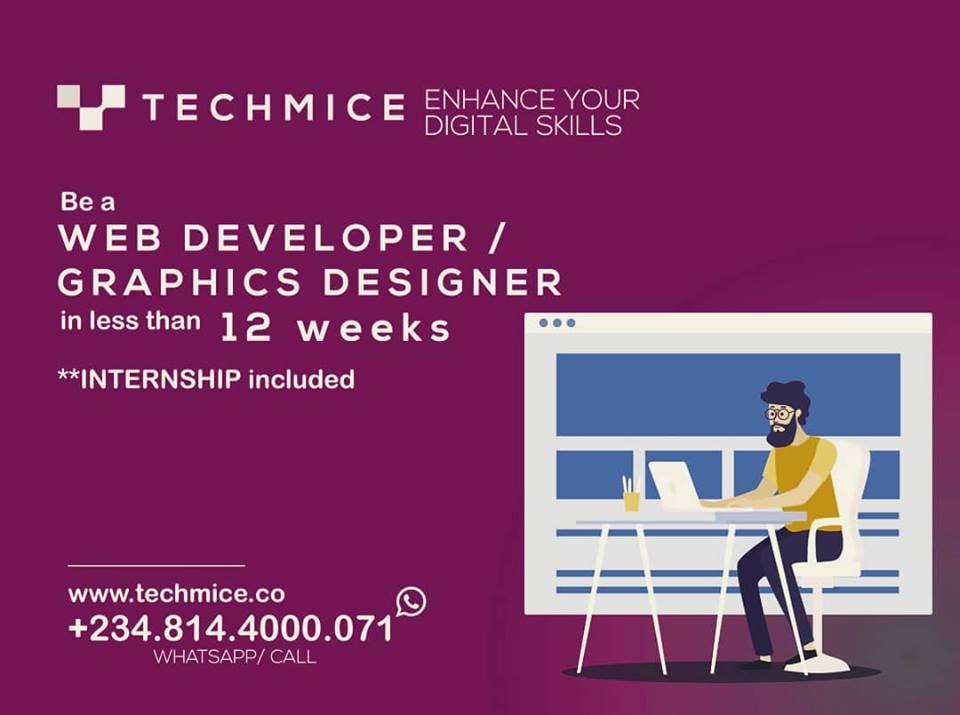 TECHMICE
ENHANCE YOUR
DIGITAL SKILLS
Be a
WEB DEVELOPER /
GRAPHICS DESIGNER
in less than 12 weeks
**INTERNSHIP included
www.techmice.co
+234.814.4000.071
WHATSAPP/ CALL